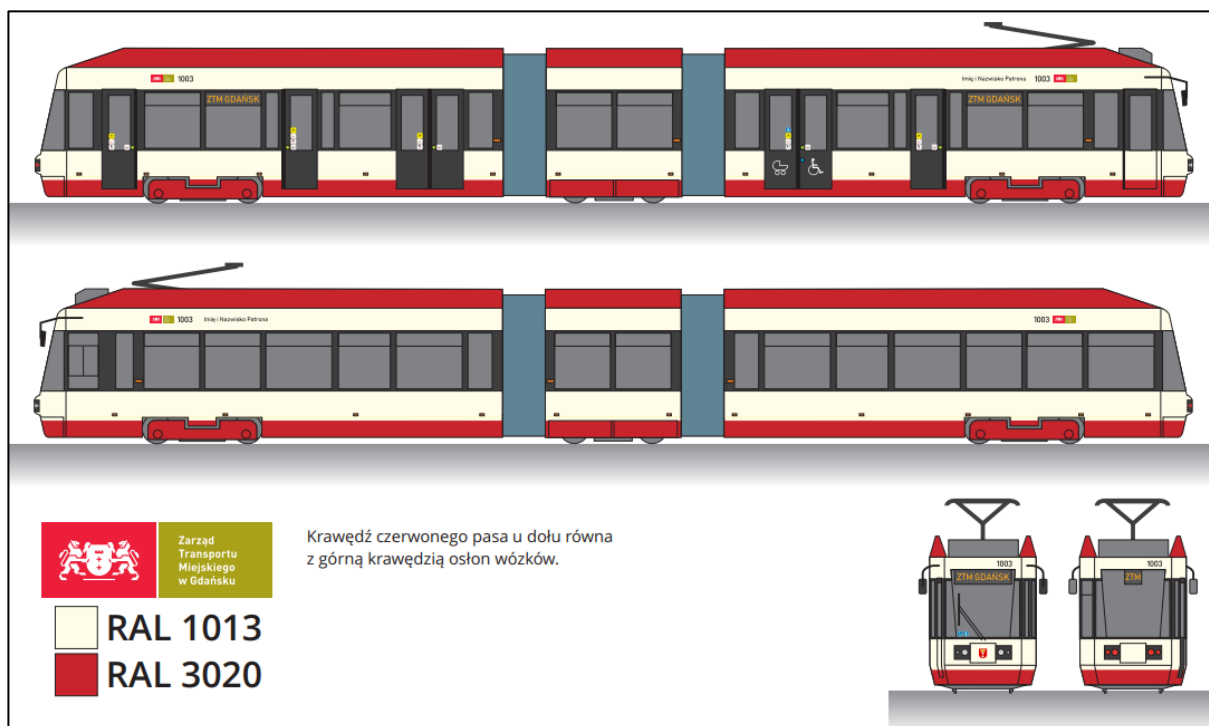 1003
Imię i Nazwisko Patrona 1003
ZTM GDAŃSK
ZTM GDAŃSK
1003 Imię i Nazwisko Patrona
1003
Zarząd
Transportu
Miejskiego
w Gdańsku
Krawędź czerwonego pasa u dołu równa
z górną krawędzią osłon wózków.
RAL 1013
RAL 3020
1003
ZTM GDAŃSK
1003
ZTM